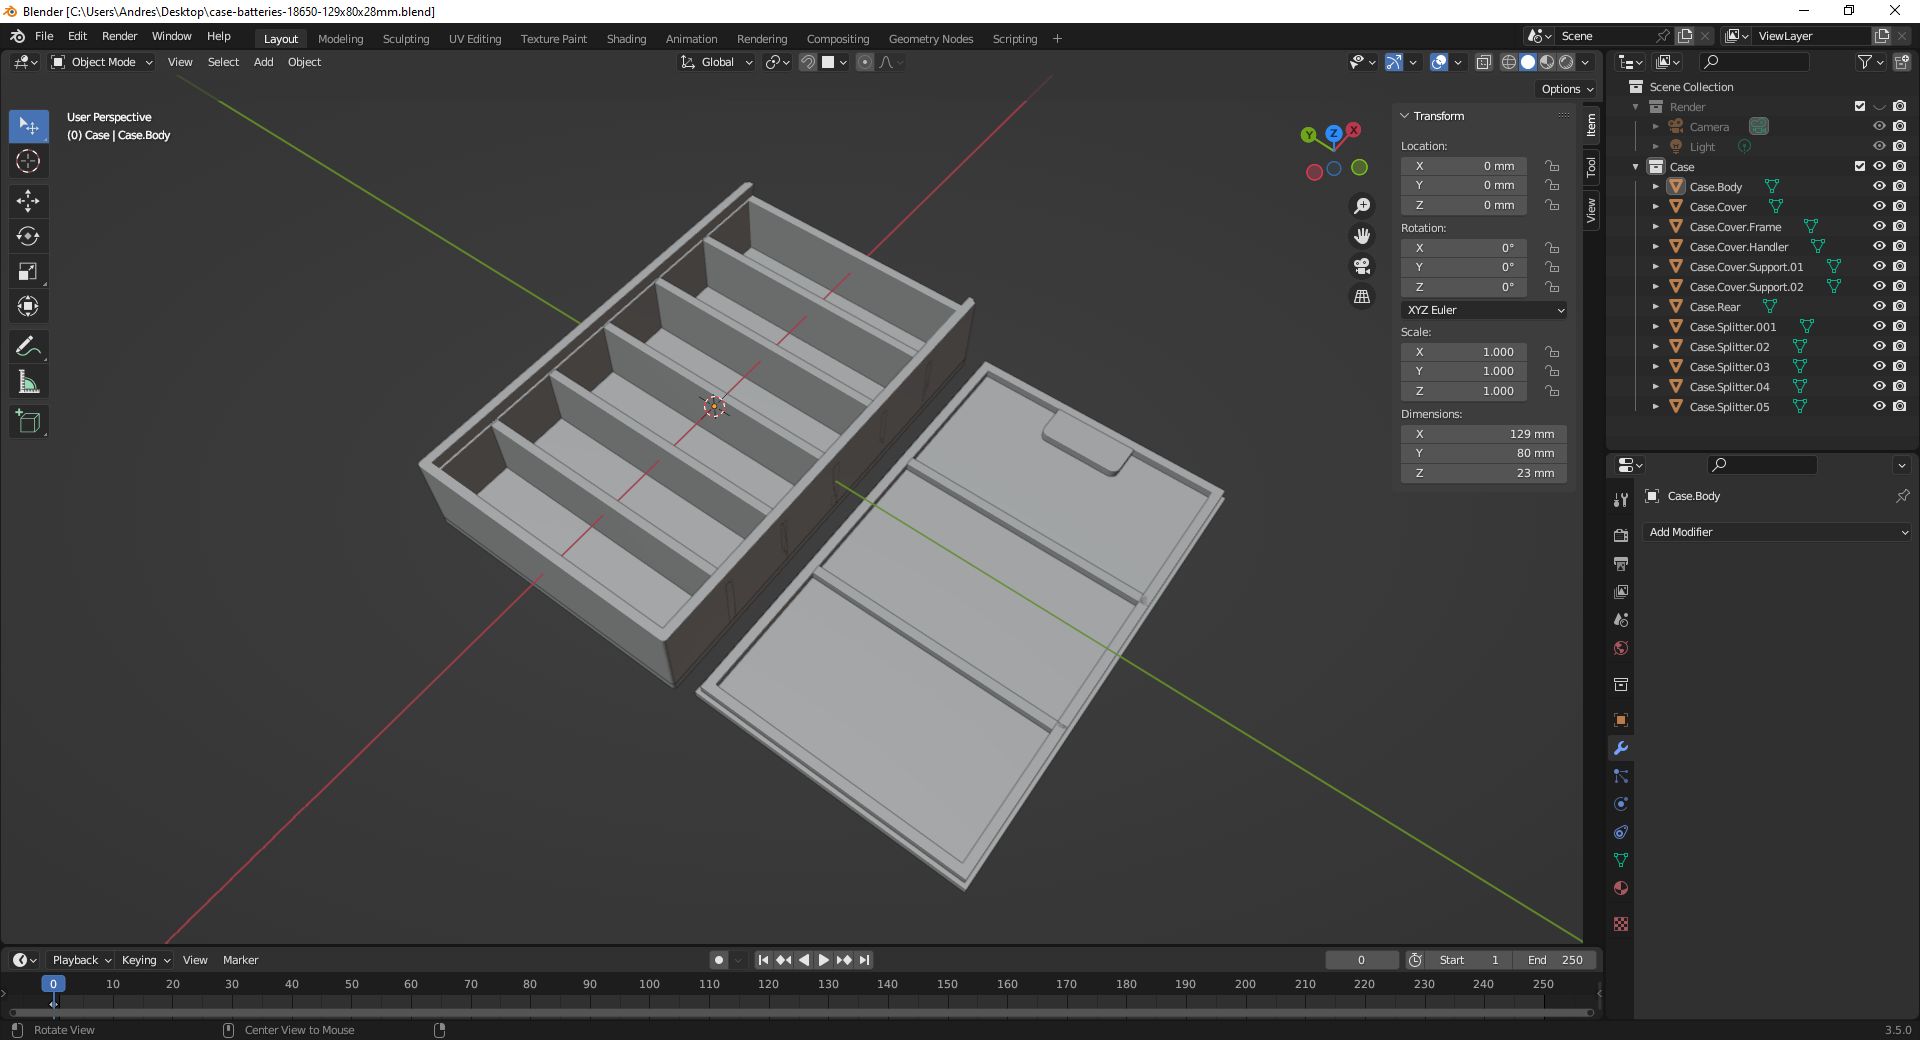 Blender [C:\Users\Andres\Desktop\case-batteries-18650-129x80x28mm.blend]
File Edit Render Window Help Layout Modeling Sculpting UV Editing Texture Paint Shading Animation Rendering Compositing Geometry Nodes Scripting + Scene ViewLayer
Object Mode View Select Add Object Global
Options
User Perspective
(0) Case | Case.Body
X
Y
Z
Item
Tool
View
Transform
Location:
X 0 mm
Y 0 mm
Z 0 mm
Rotation:
X 0°
Y 0°
Z 0°
XYZ Euler
Scale:
X 1.000
Y 1.000
Z 1.000
Dimensions:
X 129 mm
Y 80 mm
Z 23 mm
Scene Collection
Render
Camera
Light
Case
Case.Body
Case.Cover
Case.Cover.Frame
Case.Cover.Handler
Case.Cover.Support.01
Case.Cover.Support.02
Case.Rear
Case.Splitter.001
Case.Splitter.02
Case.Splitter.03
Case.Splitter.04
Case.Splitter.05
Case.Body
Add Modifier
Playback Keying View Marker 0 Start 1 End 250
0 10 20 30 40 50 60 70 80 90 100 110 120 130 140 150 160 170 180 190 200 210 220 230 240 250
Rotate View Center View to Mouse 3.5.0